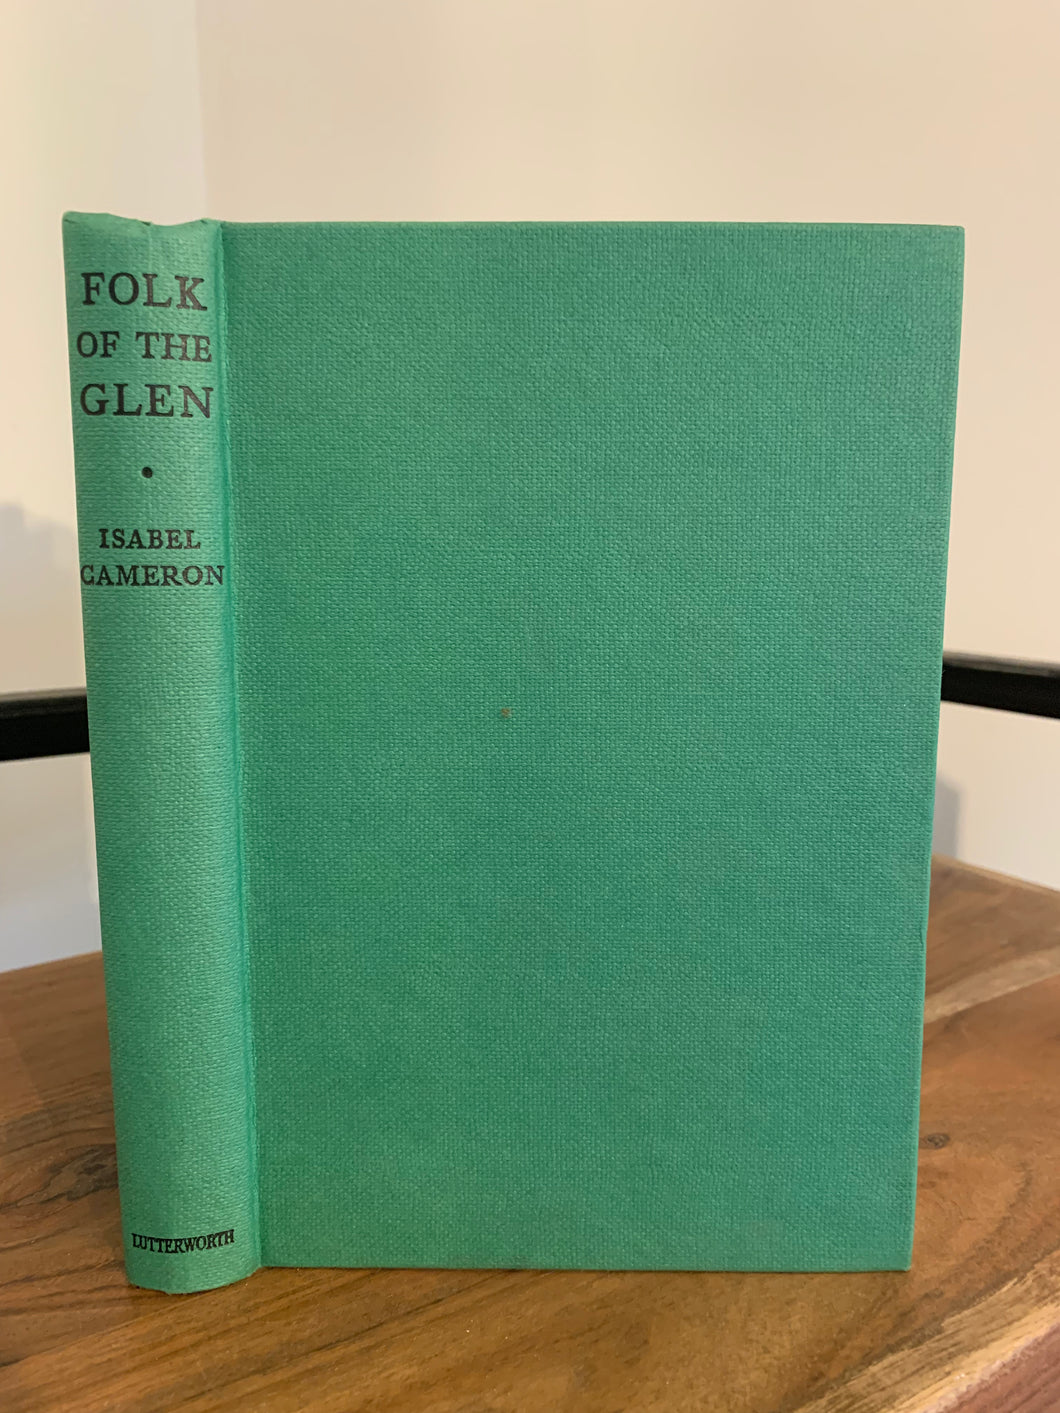 FOLK
OF THE
GLEN
•
ISABEL
CAMERON
LUTTERWORTH